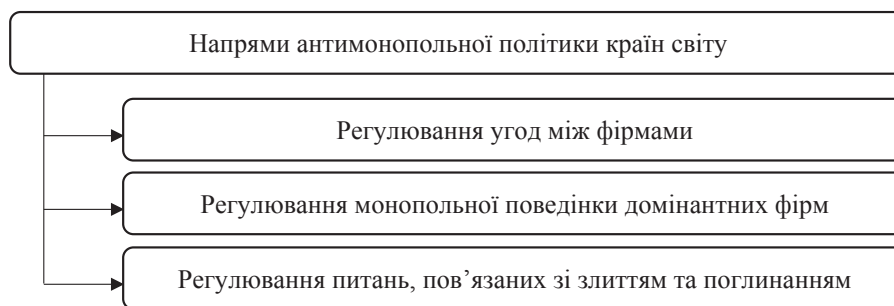 Напрями антимонопольної політики країн світу
Регулювання угод між фірмами
Регулювання монопольної поведінки домінантних фірм
Регулювання питань, пов’язаних зі злиттям та поглинанням